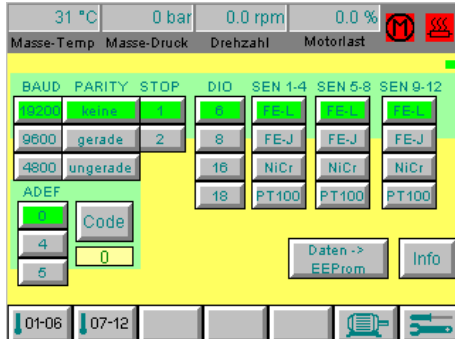 31 °C 0 bar 0.0 rpm 0.0 %
Masse-Temp Masse-Druck Drehzahl Motorlast
M
BAUD PARITY STOP DIO SEN 1-4 SEN 5-8 SEN 9-12
19200 keine 1 6 FE-L FE-L FE-L
9600 gerade 2 8 FE-J FE-J FE-J
4800 ungerade 16 NiCr NiCr NiCr
ADEF 18 PT100 PT100 PT100
0 Code
4 0
5
Daten -> Info
EEProm
01-06 07-12